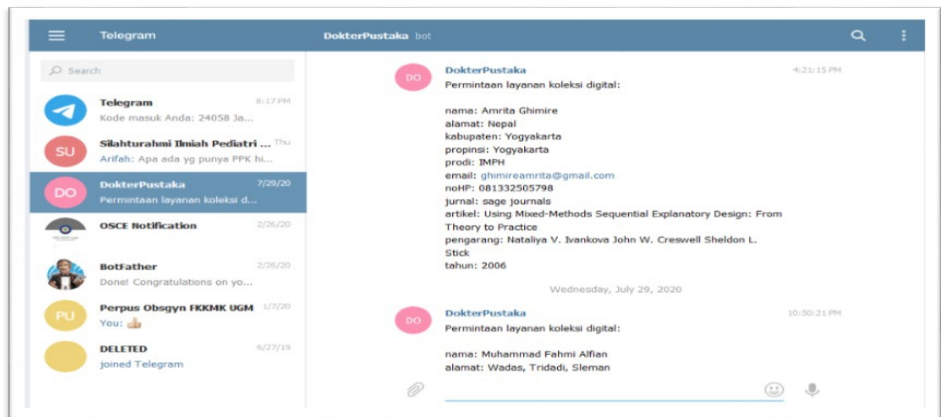 Telegram
DokterPustaka bot
Search
Telegram 8:17 PM
Kode masuk Anda: 24058 Ja...
SU
Silahturahmi Ilmiah Pediatri ... Thu
Arifah: Apa ada yg punya PPK hi...
DO
DokterPustaka 7/29/20
Permintaan layanan koleksi d...
OSCE Notification 2/26/20
BotFather 2/26/20
Done! Congratulations on yo...
PU
Perpus Obsgyn FKKMK UGM 1/7/20
You: 👍🏼
DELETED 6/27/19
joined Telegram
DO
DokterPustaka 4:21:15 PM
Permintaan layanan koleksi digital:
nama: Amrita Ghimire
alamat: Nepal
kabupaten: Yogyakarta
propinsi: Yogyakarta
prodi: IMPH
email: ghimireamrita@gmail.com
noHP: 081332505798
jurnal: sage journals
artikel: Using Mixed-Methods Sequential Explanatory Design: From
Theory to Practice
pengarang: Nataliya V. Ivankova John W. Creswell Sheldon L.
Stick
tahun: 2006
Wednesday, July 29, 2020
DO
DokterPustaka 10:50:21 PM
Permintaan layanan koleksi digital:
nama: Muhammad Fahmi Alfian
alamat: Wadas, Tridadi, Sleman